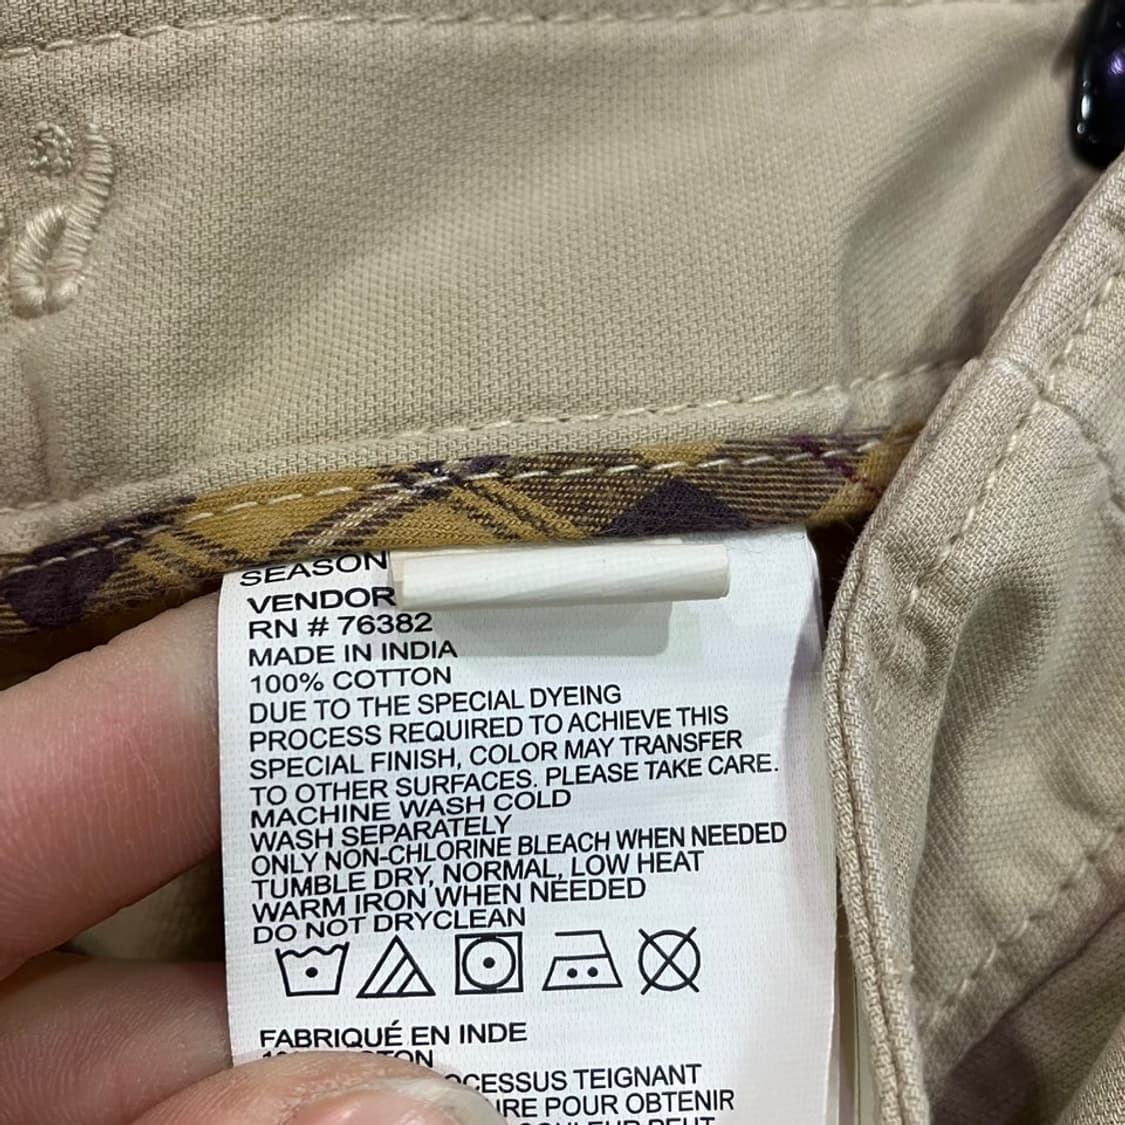 SEASON
VENDOR
RN # 76382
MADE IN INDIA
100% COTTON
DUE TO THE SPECIAL DYEING
PROCESS REQUIRED TO ACHIEVE THIS
SPECIAL FINISH, COLOR MAY TRANSFER
TO OTHER SURFACES. PLEASE TAKE CARE.
MACHINE WASH COLD
WASH SEPARATELY
ONLY NON-CHLORINE BLEACH WHEN NEEDED
TUMBLE DRY, NORMAL, LOW HEAT
WARM IRON WHEN NEEDED
DO NOT DRYCLEAN
FABRIQUÉ EN INDE
TEIGNANT
POUR OBTENIR